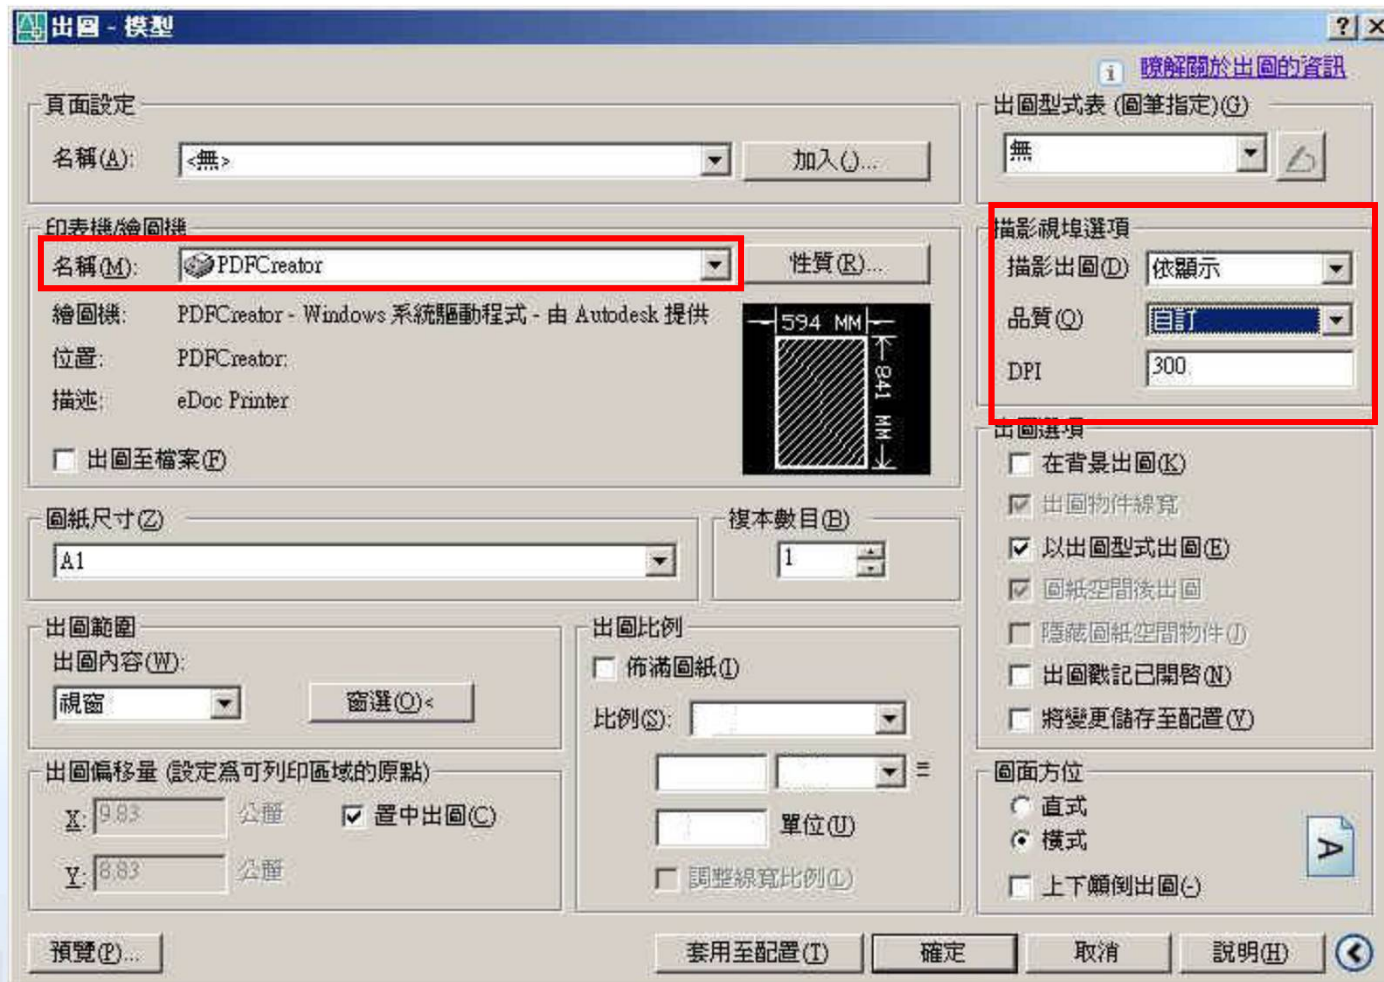 出圖 - 模型
瞭解關於出圖的資訊
頁面設定
名稱(A):
<無>
加入(.)...
出圖型式表 (圖筆指定)(G)
無
印表機/繪圖機
名稱(M):
PDFCreator
性質(R)...
繪圖機:
PDFCreator - Windows 系統驅動程式 - 由 Autodesk 提供
位置:
PDFCreator:
描述:
eDoc Printer
出圖至檔案(F)
594 MM
841 MM
描影視埠選項
描影出圖(D)
依顯示
品質(Q)
自訂
DPI
300
圖紙尺寸(Z)
A1
複本數目(B)
1
出圖選項
在背景出圖(K)
出圖物件線寬
以出圖型式出圖(E)
圖紙空間後出圖
隱藏圖紙空間物件(J)
出圖戳記已開啟(N)
將變更儲存至配置(V)
出圖範圍
出圖內容(W):
視窗
窗選(O)<
出圖比例
佈滿圖紙(I)
比例(S):
=
單位(U)
調整線寬比例(L)
出圖偏移量 (設定為可列印區域的原點)
X:
9.83
公釐
置中出圖(C)
Y:
8.83
公釐
圖面方位
直式
橫式
上下顛倒出圖(-)
A
預覽(P)...
套用至配置(T)
確定
取消
說明(H)